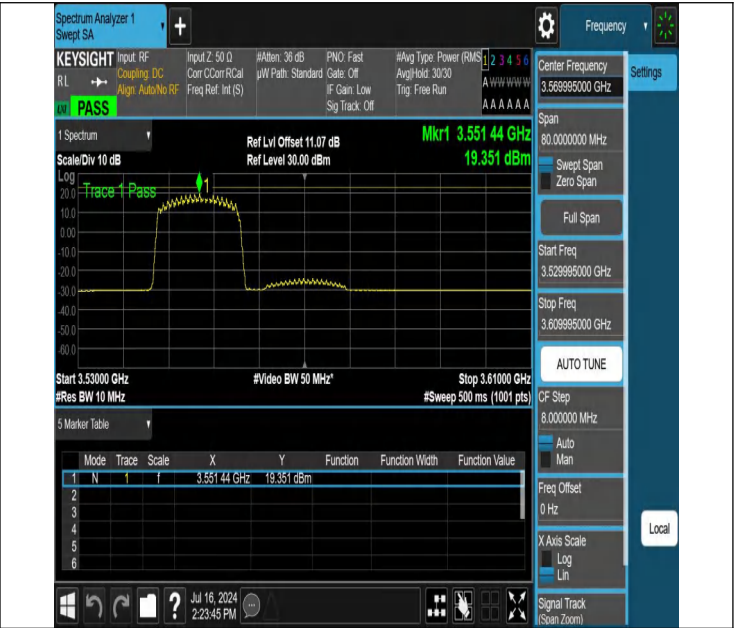 Spectrum Analyzer 1
Swept SA
+
Frequency
KEYSIGHT
RL
PASS
Input: RF
Coupling: DC
Align: Auto/No RF
Input Z: 50 Ω
Corr CCorr RCal
Freq Ref: Int (S)
#Atten: 36 dB
µW Path: Standard
PNO: Fast
Gate: Off
IF Gain: Low
Sig Track: Off
#Avg Type: Power (RMS
Avg|Hold: 30/30
Trig: Free Run
1 2 3 4 5 6
A W W W W W
A A A A A A
1 Spectrum
Scale/Div 10 dB
Ref Lvl Offset 11.07 dB
Ref Level 30.00 dBm
Mkr1 3.551 44 GHz
19.351 dBm
Log
Trace 1 Pass
1
20.0
10.0
0.00
-10.0
-20.0
-30.0
-40.0
-50.0
-60.0
Start 3.53000 GHz
#Res BW 10 MHz
#Video BW 50 MHz*
Stop 3.61000 GHz
#Sweep 500 ms (1001 pts)
5 Marker Table
Mode Trace Scale X Y Function Function Width Function Value
1 N 1 f 3.551 44 GHz 19.351 dBm
2
3
4
5
6
?
Jul 16, 2024
2:23:45 PM
Center Frequency
3.569995000 GHz
Span
80.0000000 MHz
Swept Span
Zero Span
Full Span
Start Freq
3.529995000 GHz
Stop Freq
3.609995000 GHz
AUTO TUNE
CF Step
8.000000 MHz
Auto
Man
Freq Offset
0 Hz
X Axis Scale
Log
Lin
Signal Track
(Span Zoom)
Settings
Local